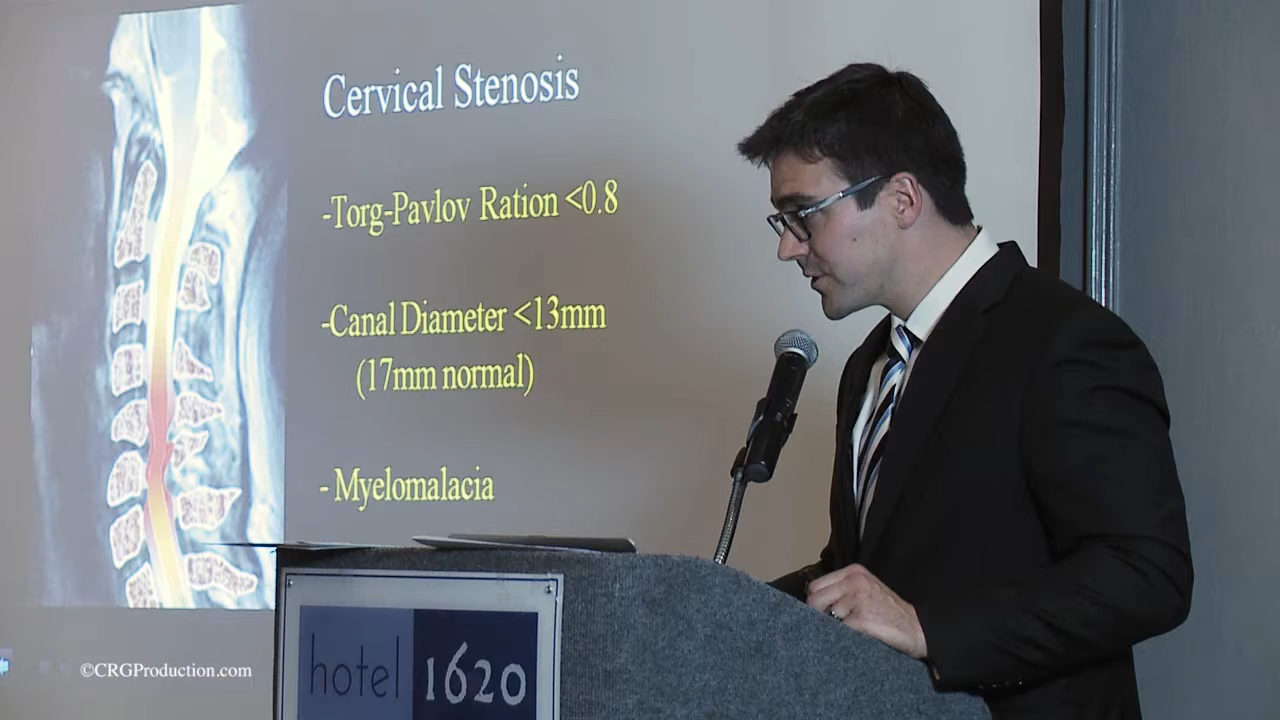 Cervical Stenosis
-Torg-Pavlov Ration <0.8
-Canal Diameter <13mm
(17mm normal)
- Myelomalacia
hotel 1620
©CRGProduction.com